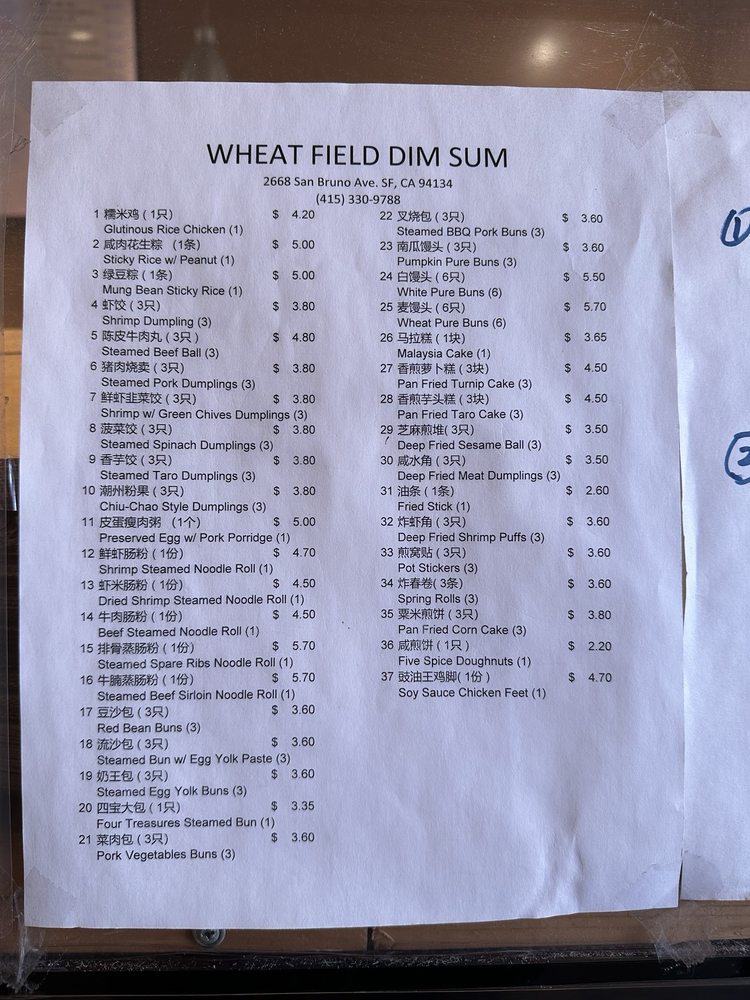 WHEAT FIELD DIM SUM
2668 San Bruno Ave. SF, CA 94134
(415) 330-9788
1 糯米鸡 (1只) $ 4.20
Glutinous Rice Chicken (1)
2 咸肉花生粽 (1条) $ 5.00
Sticky Rice w/ Peanut (1)
3 绿豆粽 (1条) $ 5.00
Mung Bean Sticky Rice (1)
4 虾饺 (3只) $ 3.80
Shrimp Dumpling (3)
5 陈皮牛肉丸 (3只) $ 4.80
Steamed Beef Ball (3)
6 猪肉烧卖 (3只) $ 3.80
Steamed Pork Dumplings (3)
7 鲜虾韭菜饺 (3只) $ 3.80
Shrimp w/ Green Chives Dumplings (3)
8 菠菜饺 (3只) $ 3.80
Steamed Spinach Dumplings (3)
9 香芋饺 (3只) $ 3.80
Steamed Taro Dumplings (3)
10 潮州粉果 (3只) $ 3.80
Chiu-Chao Style Dumplings (3)
11 皮蛋瘦肉粥 (1个) $ 5.00
Preserved Egg w/ Pork Porridge (1)
12 鲜虾肠粉 (1份) $ 4.70
Shrimp Steamed Noodle Roll (1)
13 虾米肠粉 (1份) $ 4.50
Dried Shrimp Steamed Noodle Roll (1)
14 牛肉肠粉 (1份) $ 4.50
Beef Steamed Noodle Roll (1)
15 排骨蒸肠粉 (1份) $ 5.70
Steamed Spare Ribs Noodle Roll (1)
16 牛腩蒸肠粉 (1份) $ 5.70
Steamed Beef Sirloin Noodle Roll (1)
17 豆沙包 (3只) $ 3.60
Red Bean Buns (3)
18 流沙包 (3只) $ 3.60
Steamed Bun w/ Egg Yolk Paste (3)
19 奶王包 (3只) $ 3.60
Steamed Egg Yolk Buns (3)
20 四宝大包 (1只) $ 3.35
Four Treasures Steamed Bun (1)
21 菜肉包 (3只) $ 3.60
Pork Vegetables Buns (3)
22 叉烧包 (3只) $ 3.60
Steamed BBQ Pork Buns (3)
23 南瓜馒头 (3只) $ 3.60
Pumpkin Pure Buns (3)
24 白馒头 (6只) $ 5.50
White Pure Buns (6)
25 麦馒头 (6只) $ 5.70
Wheat Pure Buns (6)
26 马拉糕 (1块) $ 3.65
Malaysia Cake (1)
27 香煎萝卜糕 (3块) $ 4.50
Pan Fried Turnip Cake (3)
28 香煎芋头糕 (3块) $ 4.50
Pan Fried Taro Cake (3)
29 芝麻煎堆(3只) $ 3.50
Deep Fried Sesame Ball (3)
30 咸水角 (3只) $ 3.50
Deep Fried Meat Dumplings (3)
31 油条 (1条) $ 2.60
Fried Stick (1)
32 炸虾角 (3只) $ 3.60
Deep Fried Shrimp Puffs (3)
33 煎窝贴 (3只) $ 3.60
Pot Stickers (3)
34 炸春卷(3条) $ 3.60
Spring Rolls (3)
35 粟米煎饼 (3只) $ 3.80
Pan Fried Corn Cake (3)
36 咸煎饼 (1只) $ 2.20
Five Spice Doughnuts (1)
37 豉油王鸡脚(1份) $ 4.70
Soy Sauce Chicken Feet (1)
①
②